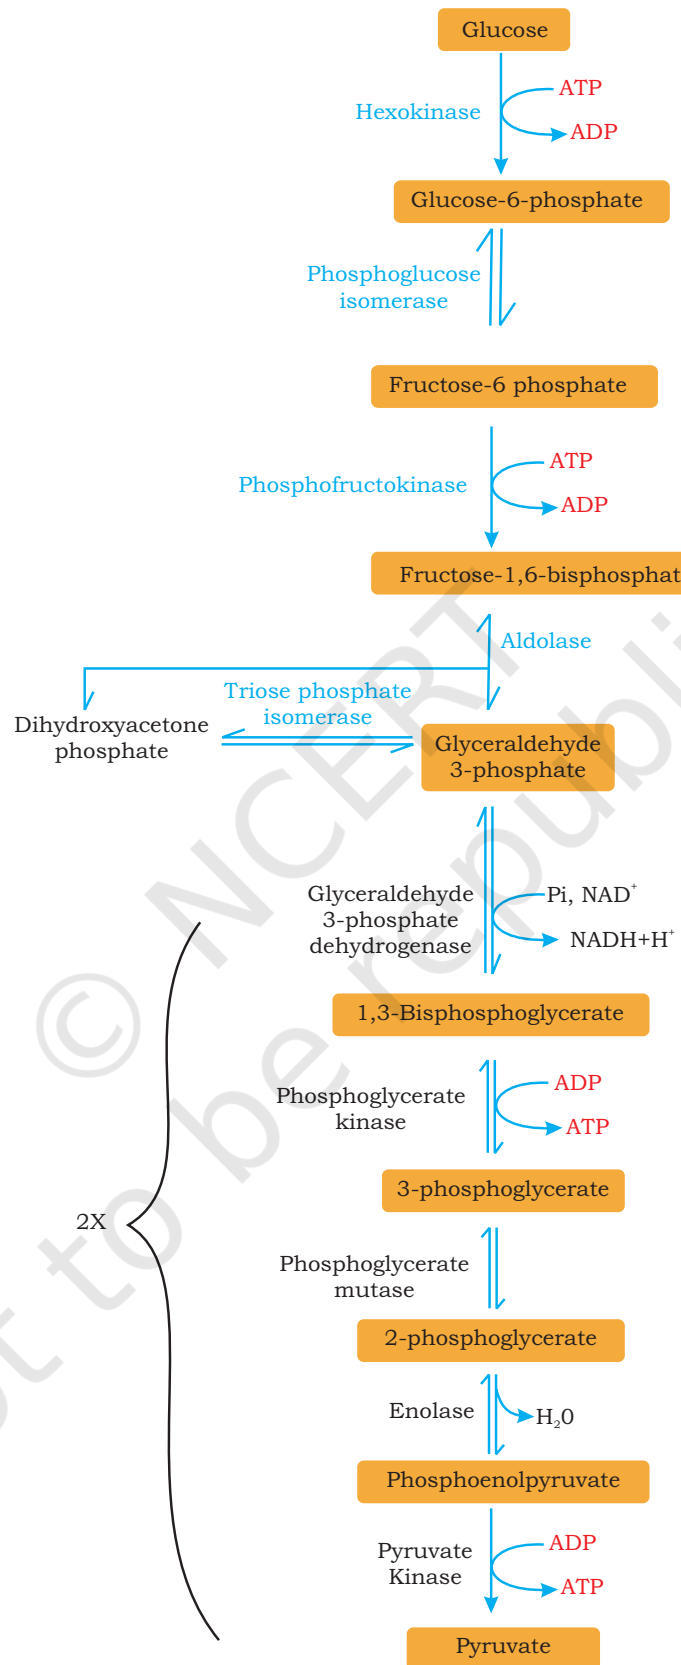 Glucose
ATP
Hexokinase
ADP
Glucose-6-phosphate
Phosphoglucose
isomerase
Fructose-6 phosphate
ATP
Phosphofructokinase
ADP
Fructose-1,6-bisphosphat
Aldolase
Triose phosphate
isomerase
Dihydroxyacetone
phosphate
Glyceraldehyde
3-phosphate
Glyceraldehyde
3-phosphate
dehydrogenase
Pi, NAD⁺
NADH+H⁺
1,3-Bisphosphoglycerate
Phosphoglycerate
kinase
ADP
ATP
3-phosphoglycerate
2X
Phosphoglycerate
mutase
2-phosphoglycerate
Enolase
H₂0
Phosphoenolpyruvate
Pyruvate
Kinase
ADP
ATP
Pyruvate
© NCERT
not to be republi